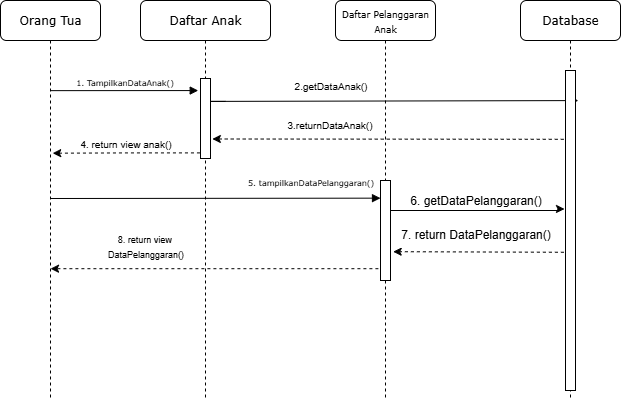 Orang Tua
Daftar Anak
Daftar Pelanggaran
Anak
Database
1. TampilkanDataAnak()
2.getDataAnak()
3.returnDataAnak()
4. return view anak()
5. tampilkanDataPelanggaran()
6. getDataPelanggaran()
7. return DataPelanggaran()
8. return view
DataPelanggaran()